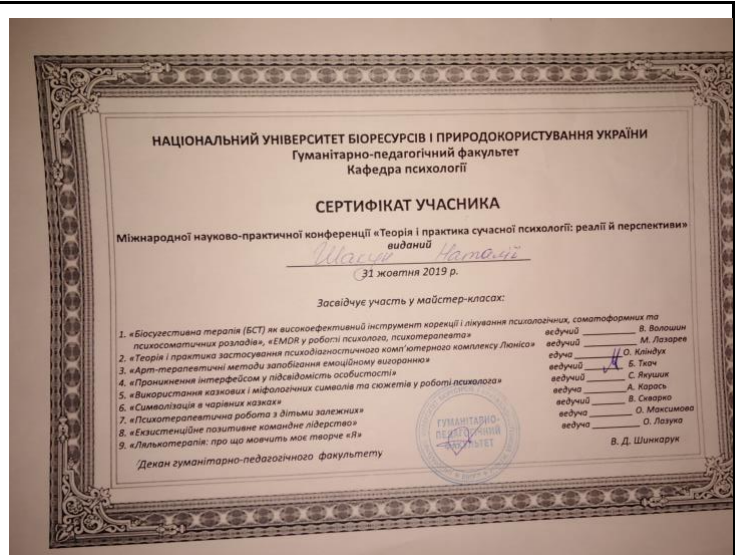 НАЦІОНАЛЬНИЙ УНІВЕРСИТЕТ БІОРЕСУРСІВ І ПРИРОДОКОРИСТУВАННЯ УКРАЇНИ
Гуманітарно-педагогічний факультет
Кафедра психології
СЕРТИФІКАТ УЧАСНИКА
Міжнародної науково-практичної конференції «Теорія і практика сучасної психології: реалії й перспективи»
виданий
Шакун Наталії
31 жовтня 2019 р.
Засвідчує участь у майстер-класах:
1. «Біосугестивна терапія (БСТ) як високоефективний інструмент корекції і лікування психологічних, соматоформних та
психосоматичних розладів», «EMDR у роботі психолога, психотерапевта» ведучий В. Волошин
2. «Теорія і практика застосування психодіагностичного комп'ютерного комплексу Люніса» ведучий М. Лазарев
3. «Арт-терапевтичні методи запобігання емоційному вигоранню» едуча О. Кліндух
4. «Проникнення інтерфейсом у підсвідомість особистості» ведучий Б. Ткач
5. «Використання казкових і міфологічних символів та сюжетів у роботі психолога» ведучий С. Якушик
6. «Символізація в чарівних казках» ведуча А. Карась
7. «Психотерапевтична робота з дітьми залежних» ведучий В. Скварко
8. «Екзистенційне позитивне командне лідерство» ведуча О. Максимова
9. «Лялькотерапія: про що мовчить моє творче «Я» ведуча О. Лазука
Декан гуманітарно-педагогічного факультету В. Д. Шинкарук
ГУМАНІТАРНО-
ПЕДАГОГІЧНИЙ
ФАКУЛЬТЕТ